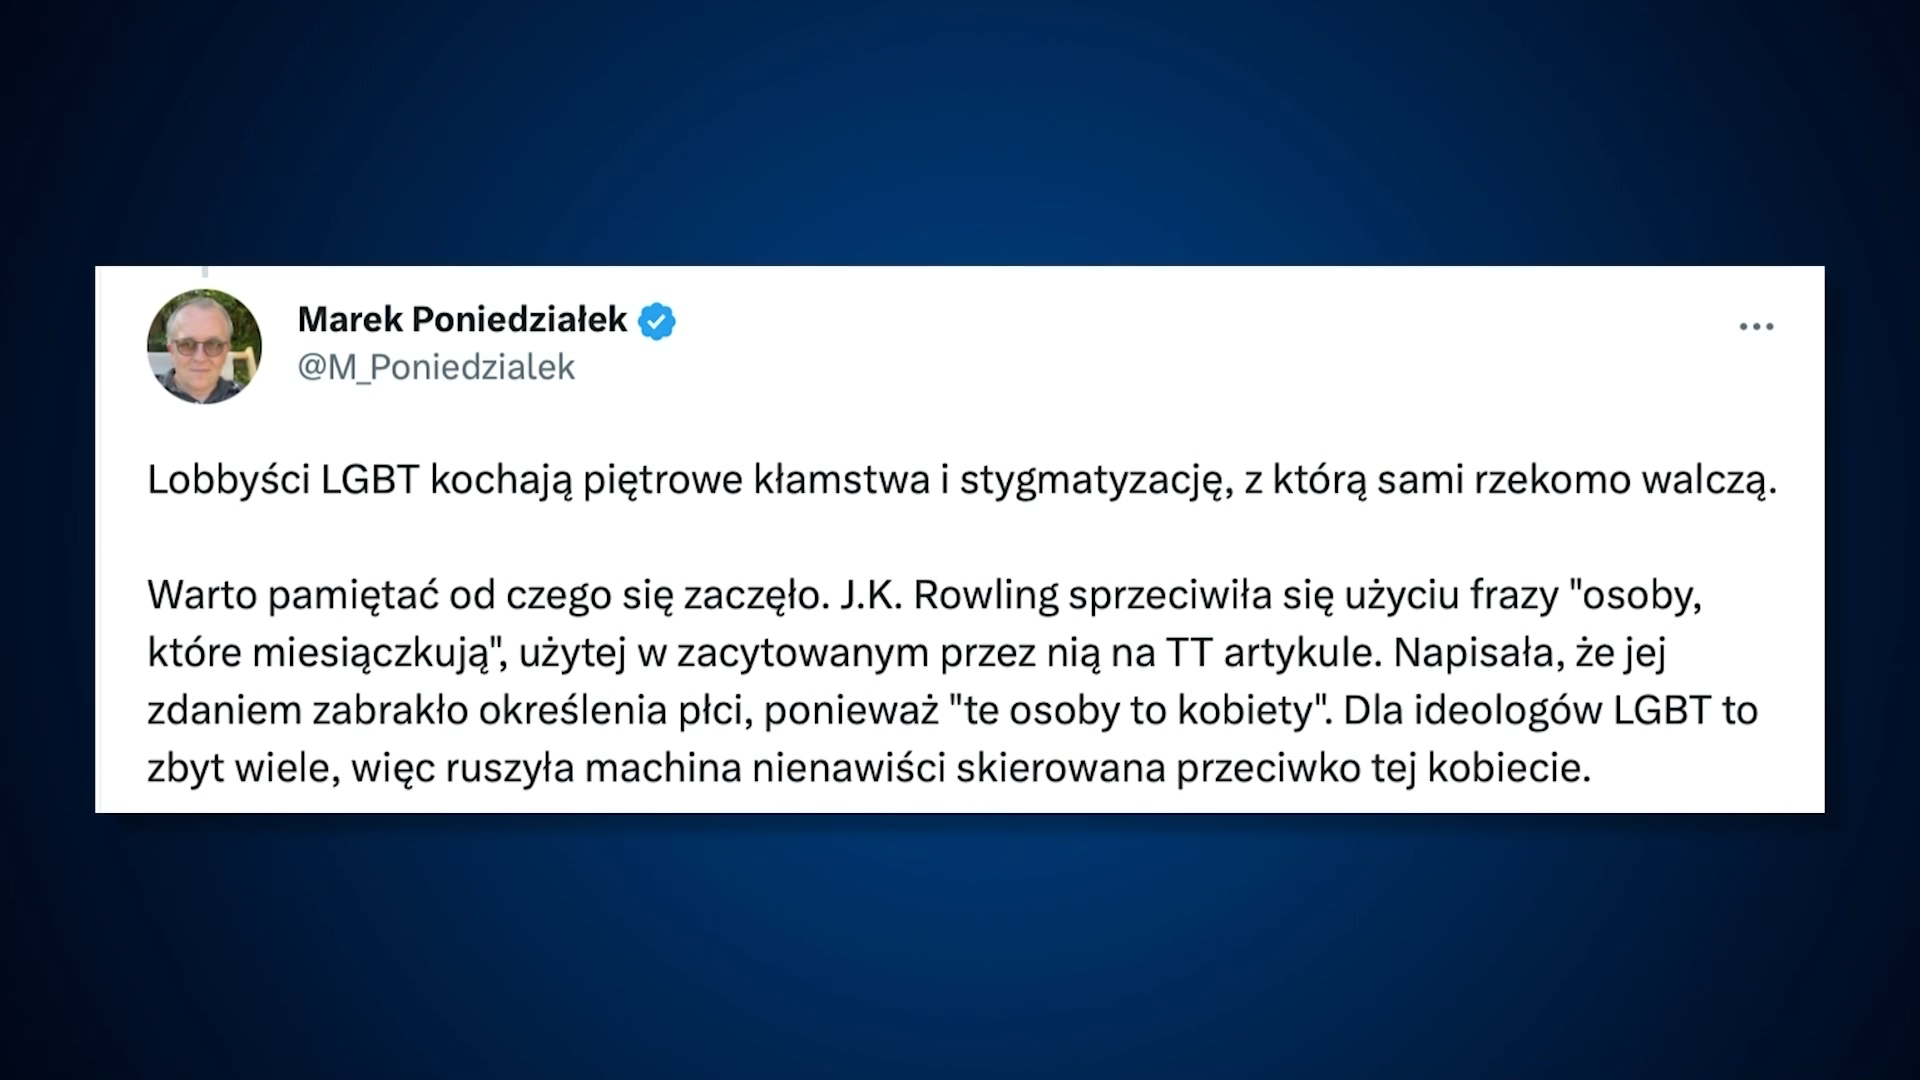 Marek Poniedziałek
@M_Poniedzialek
Lobbyści LGBT kochają piętrowe kłamstwa i stygmatyzację, z którą sami rzekomo walczą.
Warto pamiętać od czego się zaczęło. J.K. Rowling sprzeciwiła się użyciu frazy "osoby,
które miesiączkują", użytej w zacytowanym przez nią na TT artykule. Napisała, że jej
zdaniem zabrakło określenia płci, ponieważ "te osoby to kobiety". Dla ideologów LGBT to
zbyt wiele, więc ruszyła machina nienawiści skierowana przeciwko tej kobiecie.